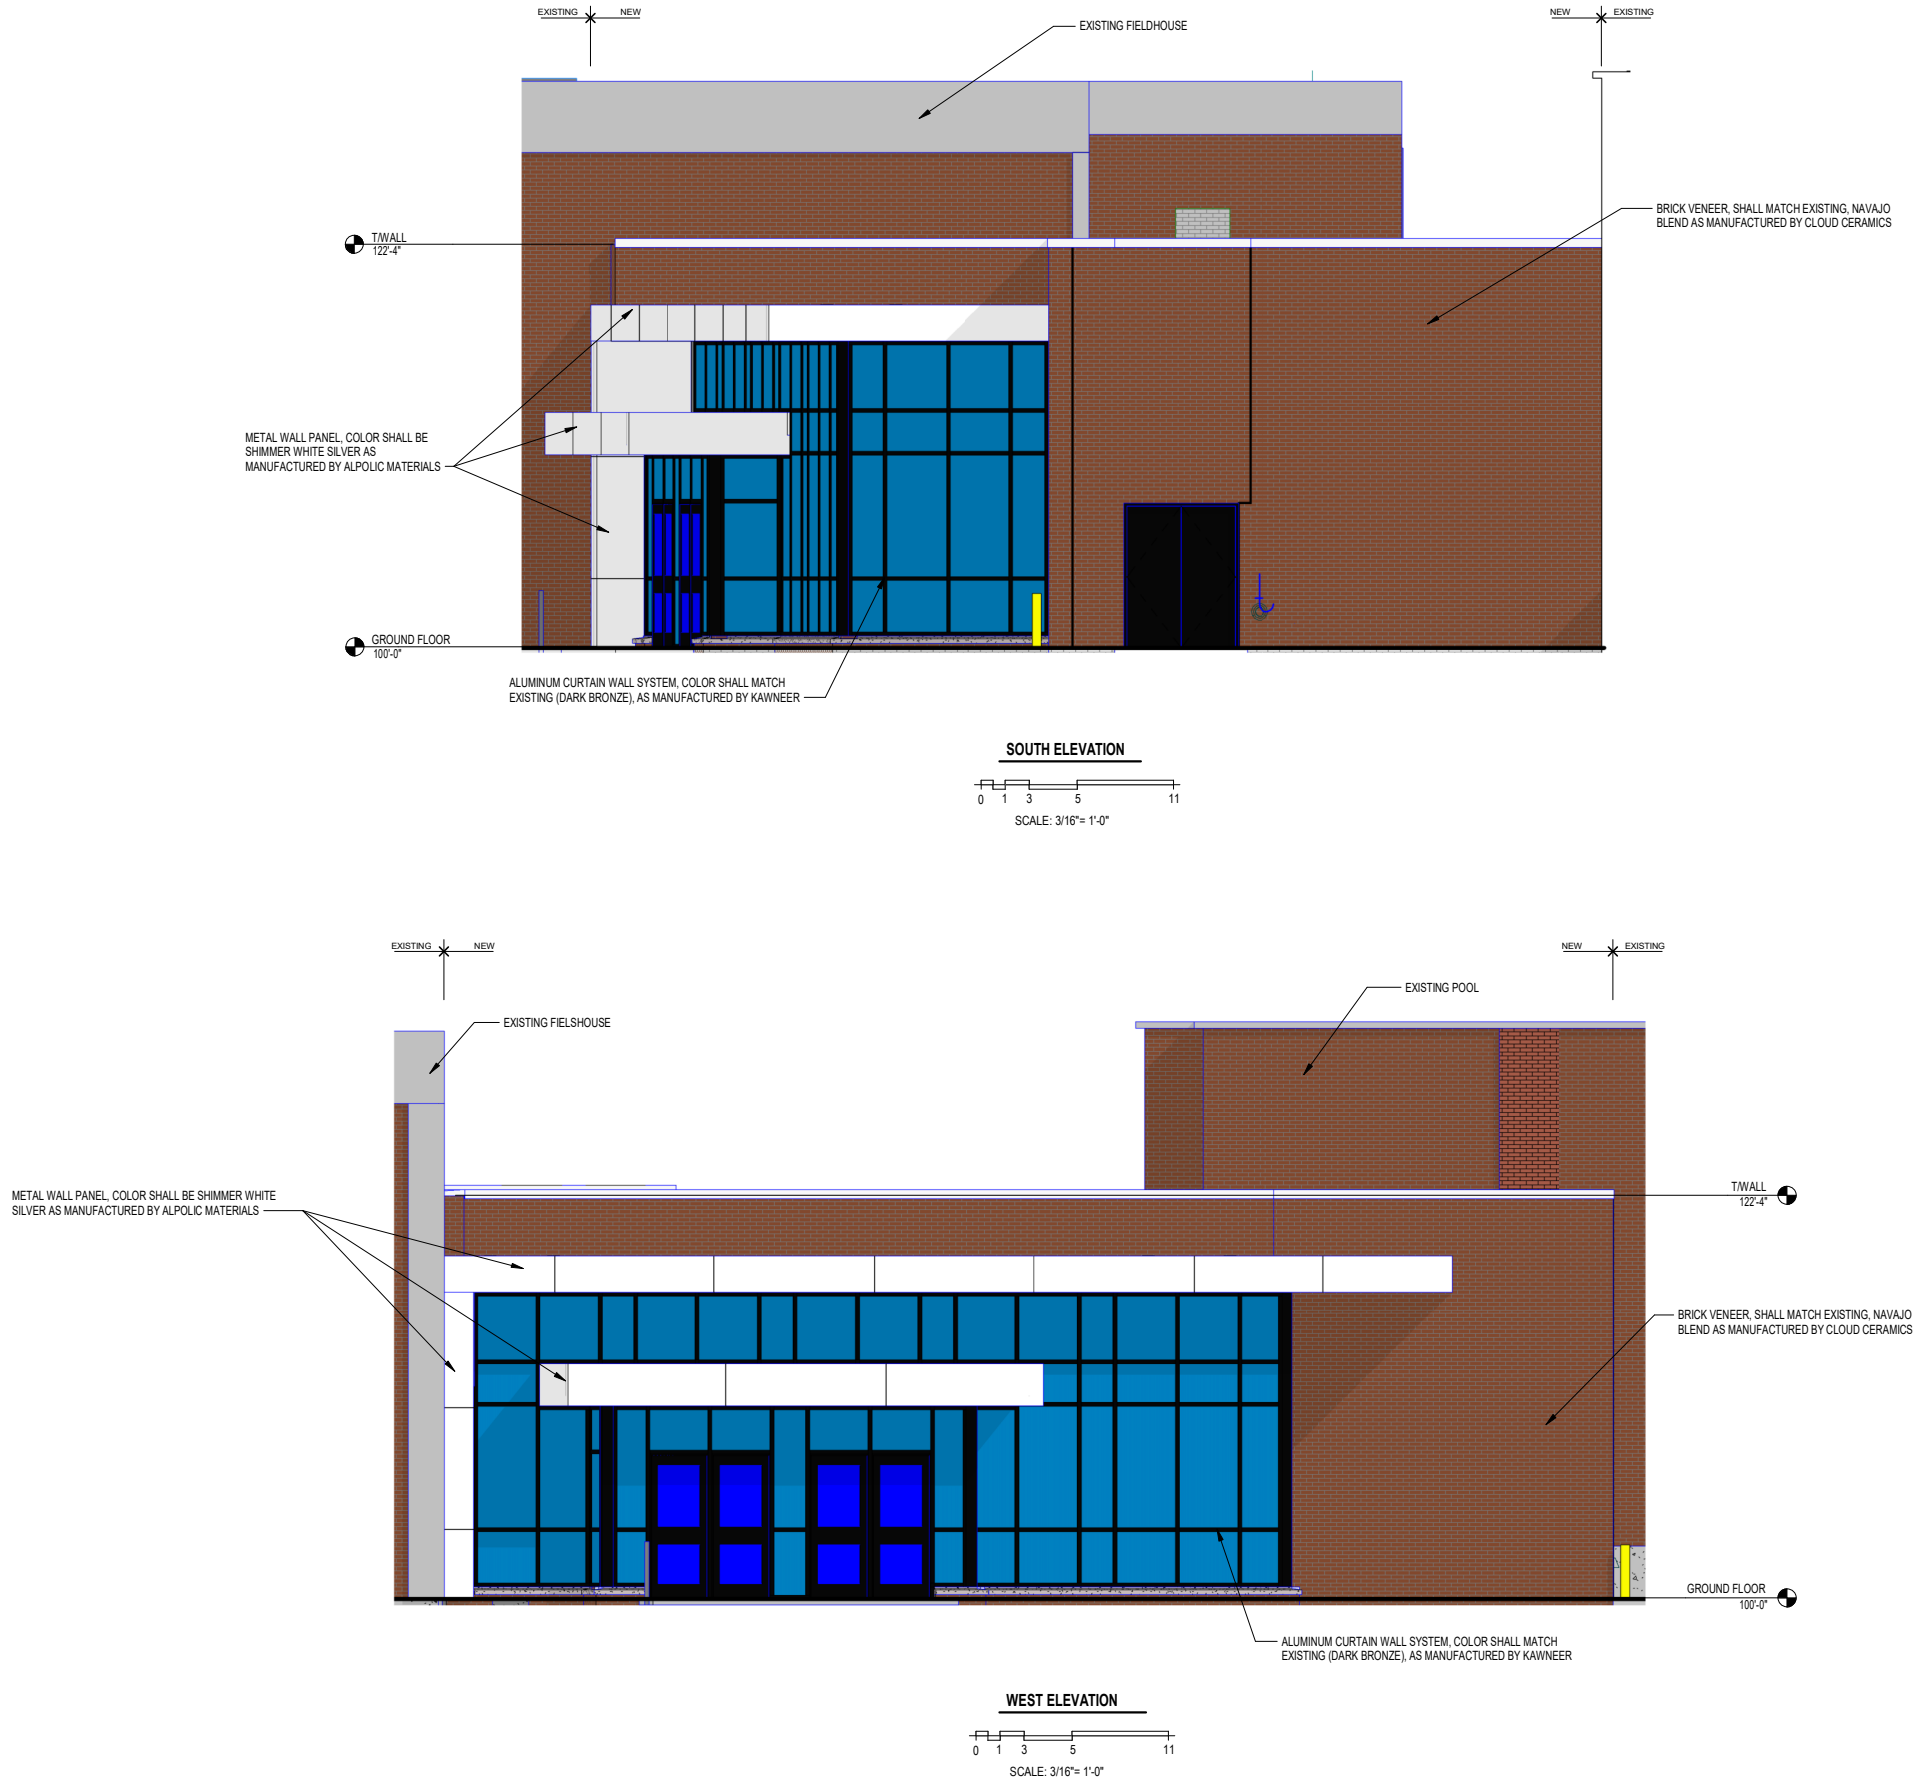 EXISTING NEW
NEW EXISTING
EXISTING FIELDHOUSE
BRICK VENEER, SHALL MATCH EXISTING, NAVAJO
BLEND AS MANUFACTURED BY CLOUD CERAMICS
T/WALL
122'-4"
METAL WALL PANEL, COLOR SHALL BE
SHIMMER WHITE SILVER AS
MANUFACTURED BY ALPOLIC MATERIALS
GROUND FLOOR
100'-0"
ALUMINUM CURTAIN WALL SYSTEM, COLOR SHALL MATCH
EXISTING (DARK BRONZE), AS MANUFACTURED BY KAWNEER
SOUTH ELEVATION
0 1 3 5 11
SCALE: 3/16"= 1'-0"
EXISTING NEW
NEW EXISTING
EXISTING POOL
EXISTING FIELSHOUSE
METAL WALL PANEL, COLOR SHALL BE SHIMMER WHITE
SILVER AS MANUFACTURED BY ALPOLIC MATERIALS
T/WALL
122'-4"
BRICK VENEER, SHALL MATCH EXISTING, NAVAJO
BLEND AS MANUFACTURED BY CLOUD CERAMICS
GROUND FLOOR
100'-0"
ALUMINUM CURTAIN WALL SYSTEM, COLOR SHALL MATCH
EXISTING (DARK BRONZE), AS MANUFACTURED BY KAWNEER
WEST ELEVATION
0 1 3 5 11
SCALE: 3/16"= 1'-0"